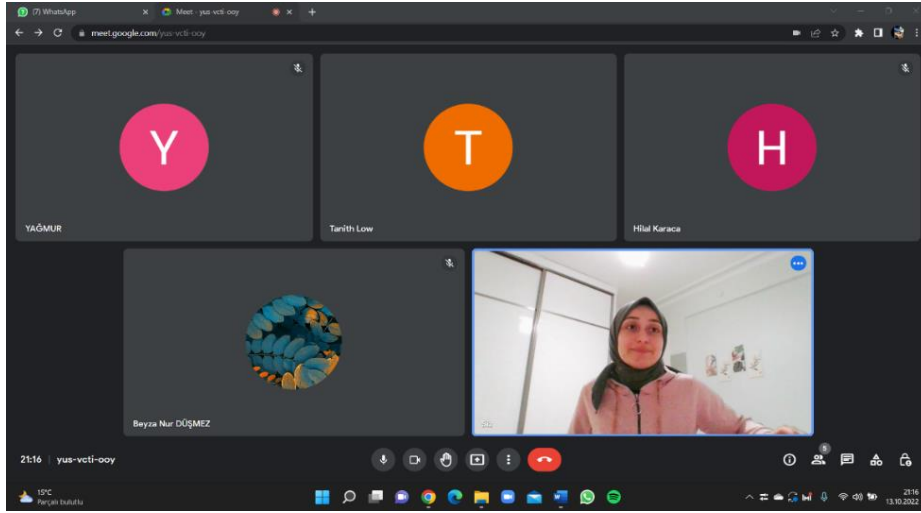 (7) WhatsApp
Meet - yus-vcti-ooy
meet.google.com/yus-vcti-ooy
Y
T
H
YAĞMUR
Tanith Low
Hilal Karaca
Beyza Nur DÜŞMEZ
Siz
21:16 | yus-vcti-ooy
5
15°C
Parçalı bulutlu
21:16
13.10.2022